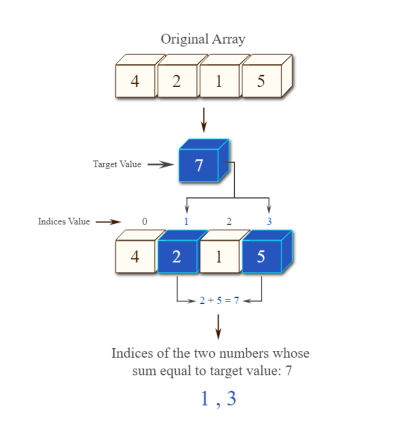 Original Array
4 2 1 5
Target Value 7
Indices Value 0 1 2 3
4 2 1 5
2 + 5 = 7
Indices of the two numbers whose
sum equal to target value: 7
1 , 3